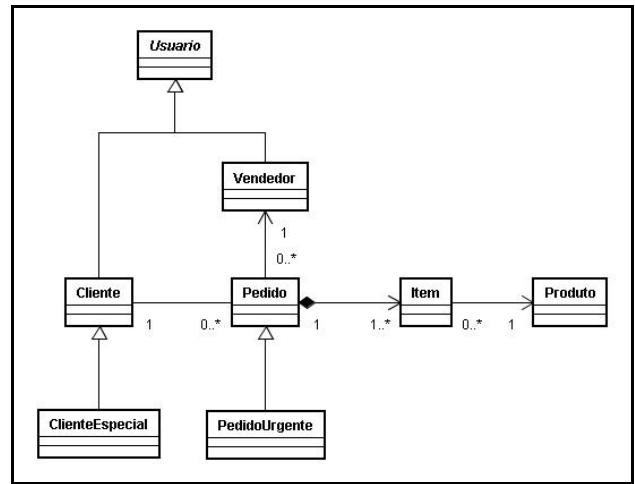 Usuario
Vendedor
1
0..*
Cliente
Pedido
Item
Produto
1
0..*
1
1..*
0..*
1
ClienteEspecial
PedidoUrgente